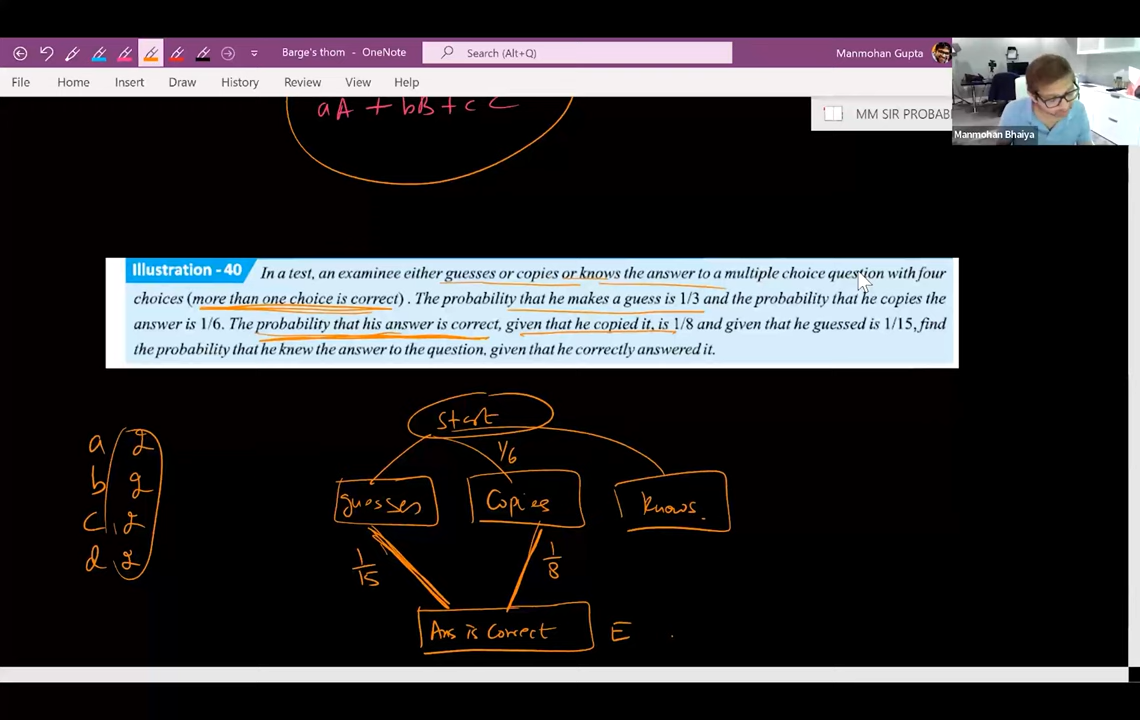 Barge's thom - OneNote
Search (Alt+Q)
Manmohan Gupta
File Home Insert Draw History Review View Help
aA + bB + cC
MM SIR PROBAB
Manmohan Bhaiya
Illustration - 40 In a test, an examinee either guesses or copies or knows the answer to a multiple choice question with four
choices (more than one choice is correct) . The probability that he makes a guess is 1/3 and the probability that he copies the
answer is 1/6. The probability that his answer is correct, given that he copied it, is 1/8 and given that he guessed is 1/15, find
the probability that he knew the answer to the question, given that he correctly answered it.
start
a 2
b 2
c 2
d 2
1/6
guesses Copies knows.
1/15 1/8
Ans is Correct E